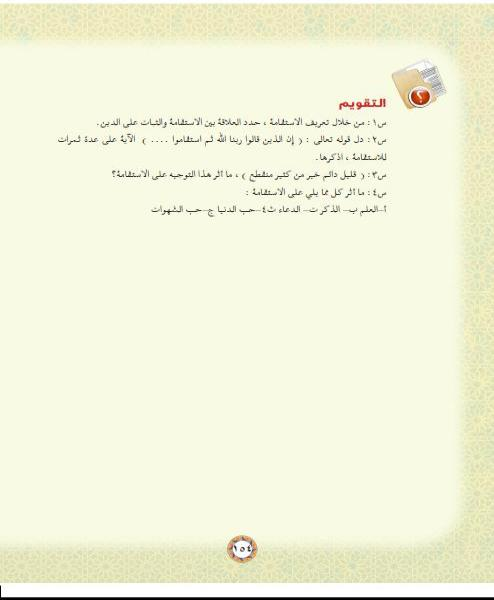 التقويم
س١ : من خلال تعريف الاستقامة ، حدد العلاقة بين الاستقامة والثبات على الدين .
س٢ : دل قوله تعالى : ( إن الذين قالوا ربنا الله ثم استقاموا .... ) الآية على عدة ثمرات
للاستقامة ، اذكرها .
س٣ : ( قليل دائم خير من كثير منقطع ) ، ما أثر هذا التوجيه على الاستقامة؟
س٤ : ما أثر كل مما يلي على الاستقامة :
أ–العلم ب– الذكر ت– الدعاء ث٤–حب الدنيا ج–حب الشهوات
١٥٤